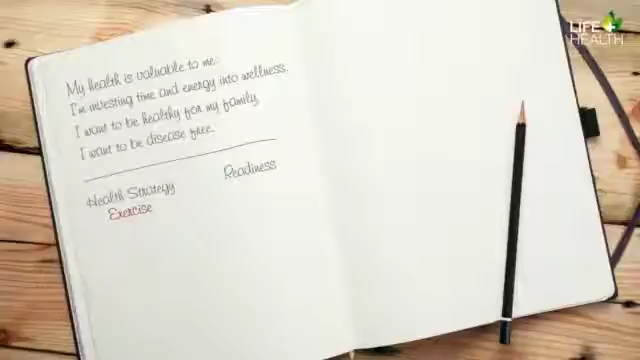 My health is valuable to me.
I'm investing time and energy into wellness.
I want to be healthy for my family.
I want to be disease free.
Health Strategy
Readiness
Exercise
LIFE+
HEALTH